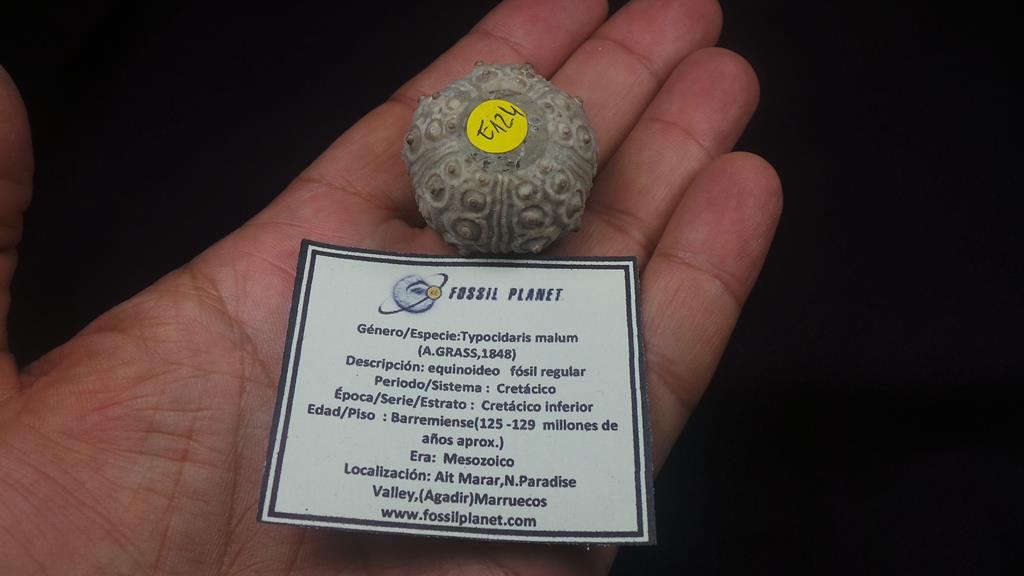 E124
FOSSIL PLANET
Género/Especie:Typocidaris malum
(A.GRASS,1848)
Descripción: equinoideo fósil regular
Periodo/Sistema : Cretácico
Época/Serie/Estrato : Cretácico inferior
Edad/Piso : Barremiense(125 -129 millones de
años aprox.)
Era: Mesozoico
Localización: Ait Marar,N.Paradise
Valley,(Agadir)Marruecos
www.fossilplanet.com